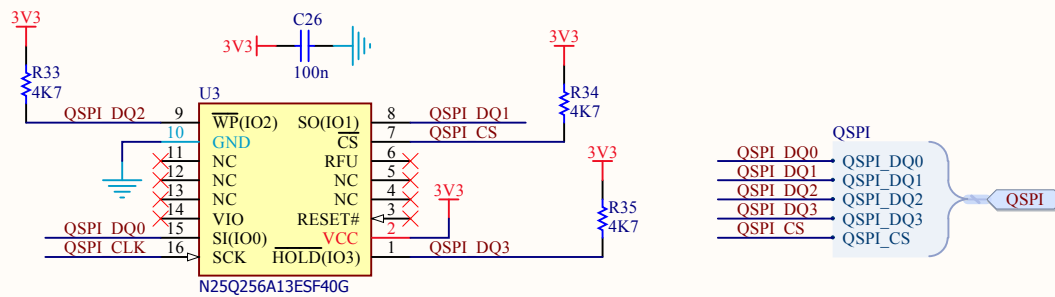 3V3
C26
3V3
100n
3V3
R33
4K7
U3
R34
4K7
QSPI_DQ2
9
WP(IO2)
SO(IO1)
8
QSPI_DQ1
10
GND
CS
7
QSPI_CS
11
NC
RFU
6
12
NC
NC
5
13
NC
NC
4
14
VIO
RESET#
3
3V3
3V3
R35
4K7
QSPI_DQ0
15
SI(IO0)
VCC
2
QSPI_CLK
16
SCK
HOLD(IO3)
1
QSPI_DQ3
N25Q256A13ESF40G
QSPI
QSPI_DQ0
QSPI_DQ0
QSPI_DQ1
QSPI_DQ1
QSPI_DQ2
QSPI_DQ2
QSPI_DQ3
QSPI_DQ3
QSPI_CS
QSPI_CS
QSPI